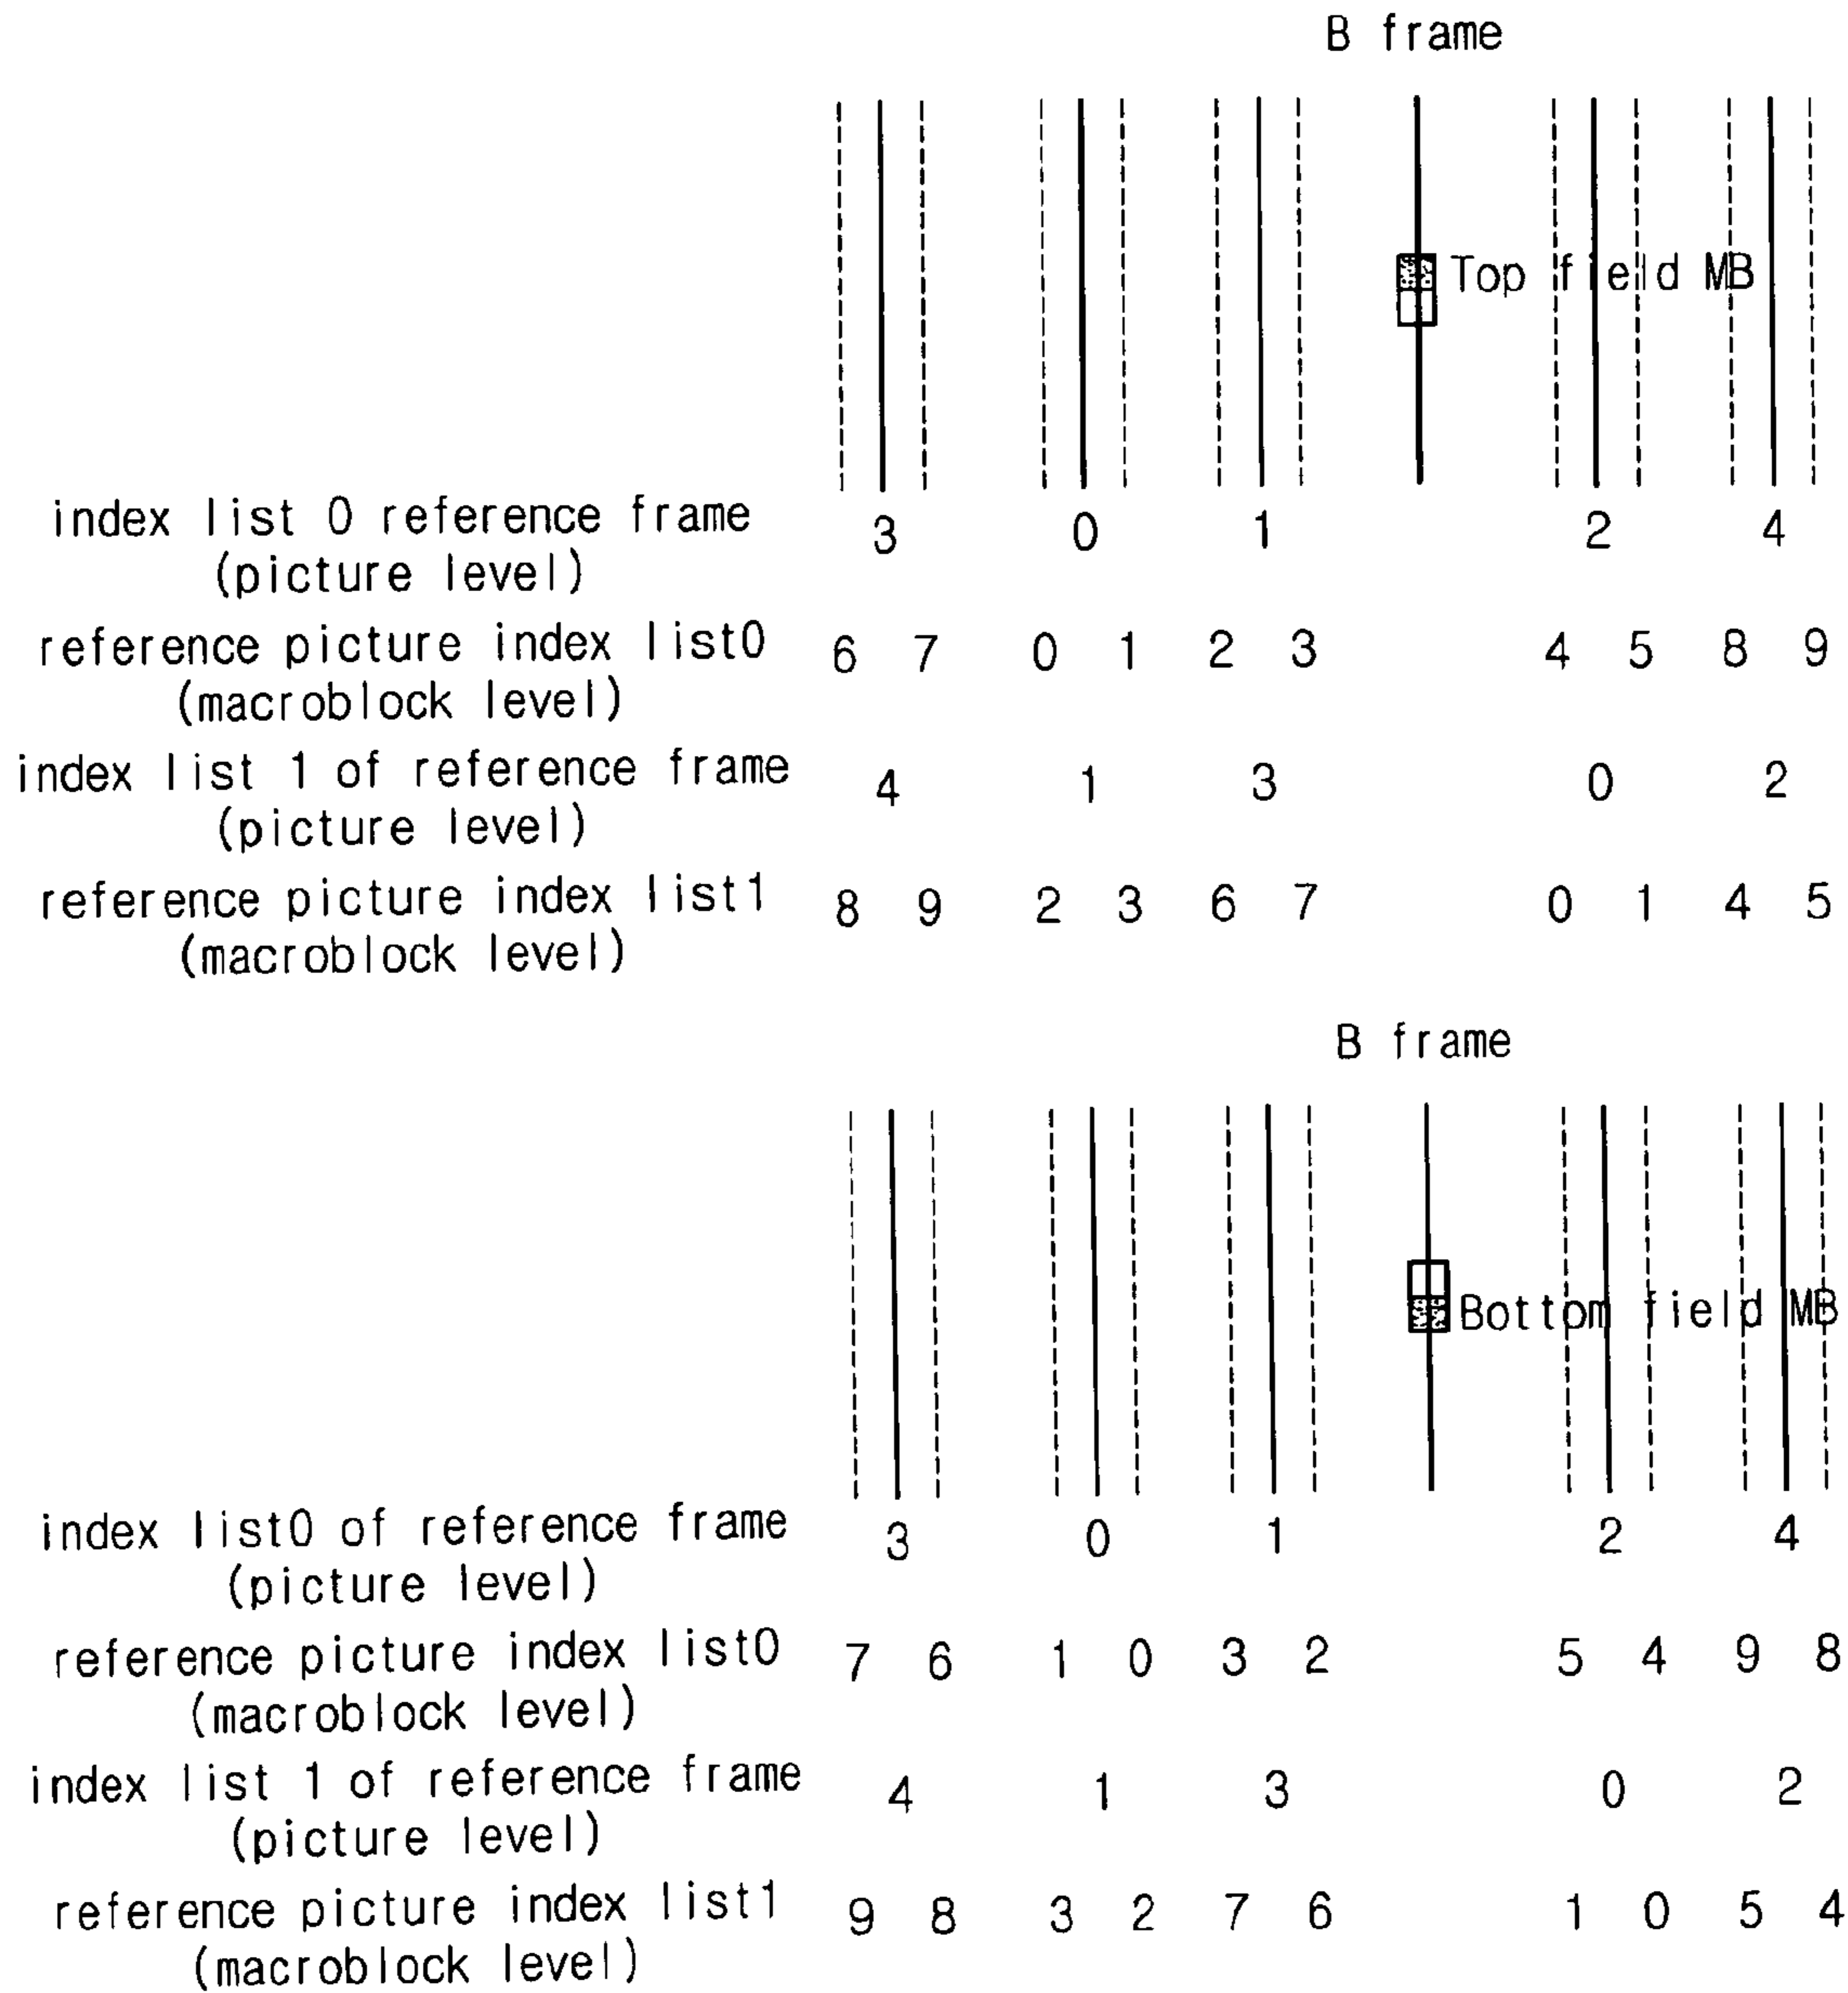 B frame
Top field MB
index list 0 reference frame 3 0 1 2 4
(picture level)
reference picture index list0 6 7 0 1 2 3 4 5 8 9
(macroblock level)
index list 1 of reference frame 4 1 3 0 2
(picture level)
reference picture index list1 8 9 2 3 6 7 0 1 4 5
(macroblock level)
B frame
Bottom field MB
index list0 of reference frame 3 0 1 2 4
(picture level)
reference picture index list0 7 6 1 0 3 2 5 4 9 8
(macroblock level)
index list 1 of reference frame 4 1 3 0 2
(picture level)
reference picture index list1 9 8 3 2 7 6 1 0 5 4
(macroblock level)